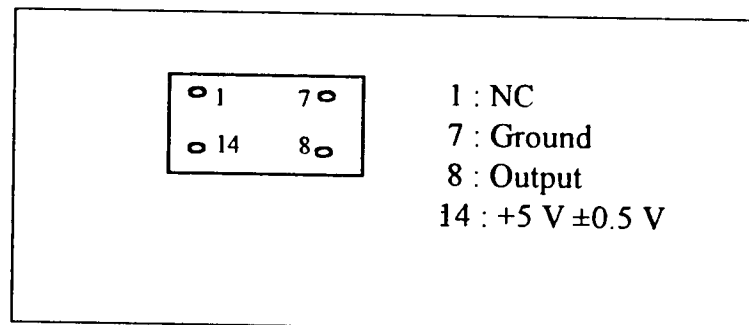 1 7
14 8
1 : NC
7 : Ground
8 : Output
14 : +5 V ±0.5 V